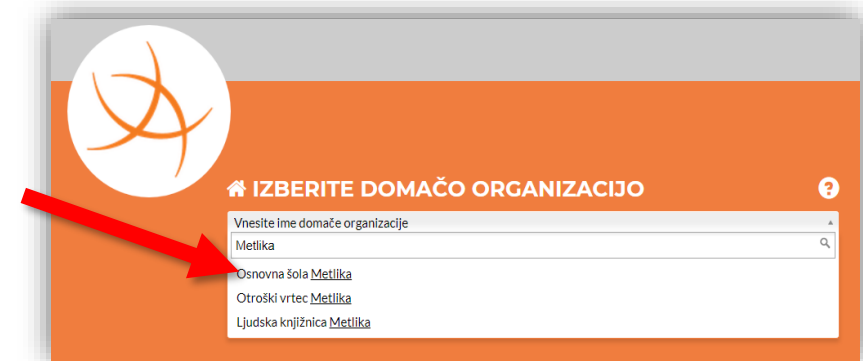 IZBERITE DOMAČO ORGANIZACIJO ?
Vnesite ime domače organizacije
Metlika
Osnovna šola Metlika
Otroški vrtec Metlika
Ljudska knjižnica Metlika